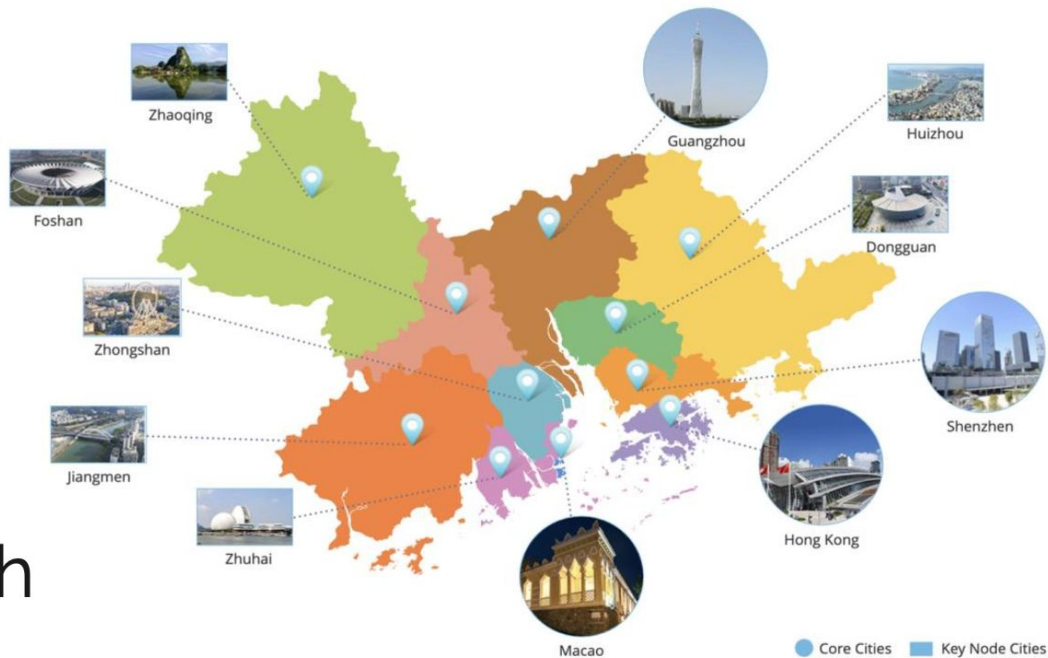 Zhaoqing
Guangzhou
Huizhou
Foshan
Dongguan
Zhongshan
Shenzhen
Jiangmen
Hong Kong
Zhuhai
h
Macao
Core Cities
Key Node Cities